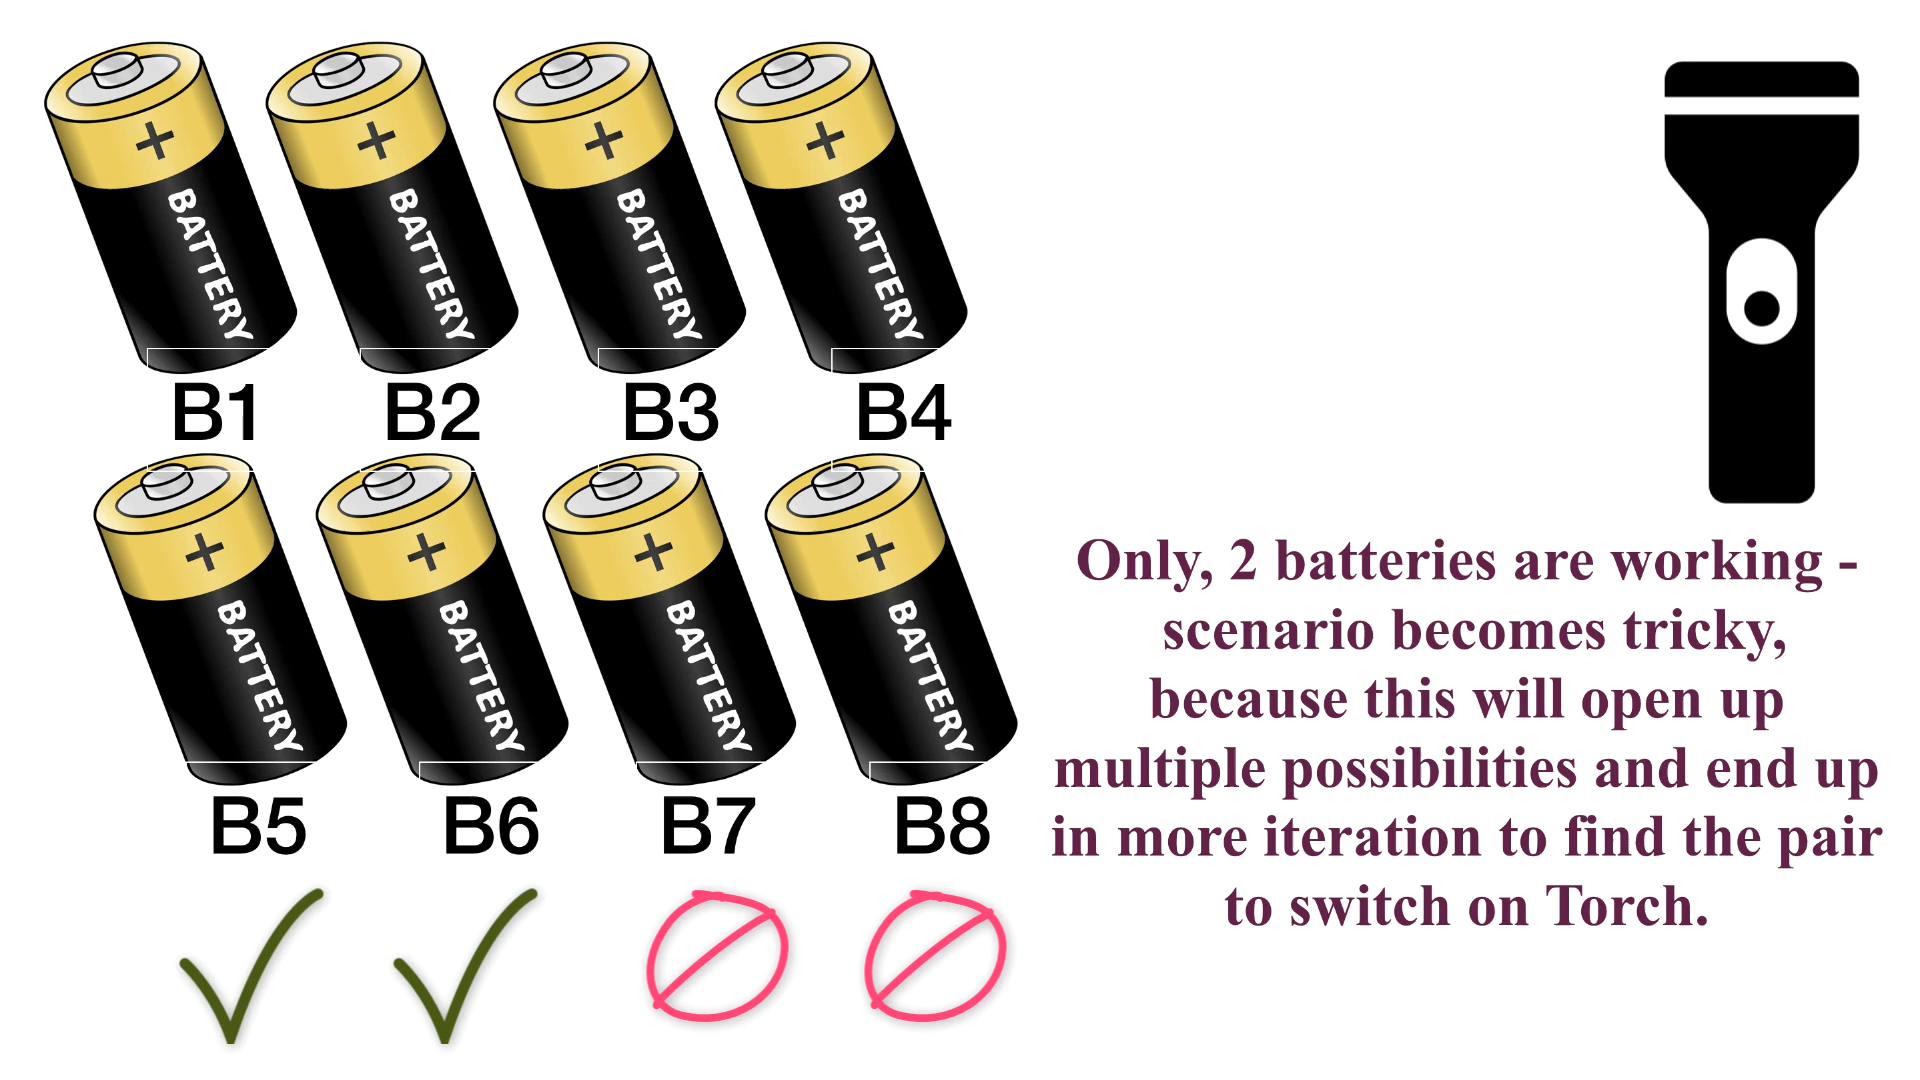 + + + +
BATTERY BATTERY BATTERY BATTERY
B1 B2 B3 B4
+ + + +
BATTERY BATTERY BATTERY BATTERY
B5 B6 B7 B8
Only, 2 batteries are working -
scenario becomes tricky,
because this will open up
multiple possibilities and end up
in more iteration to find the pair
to switch on Torch.